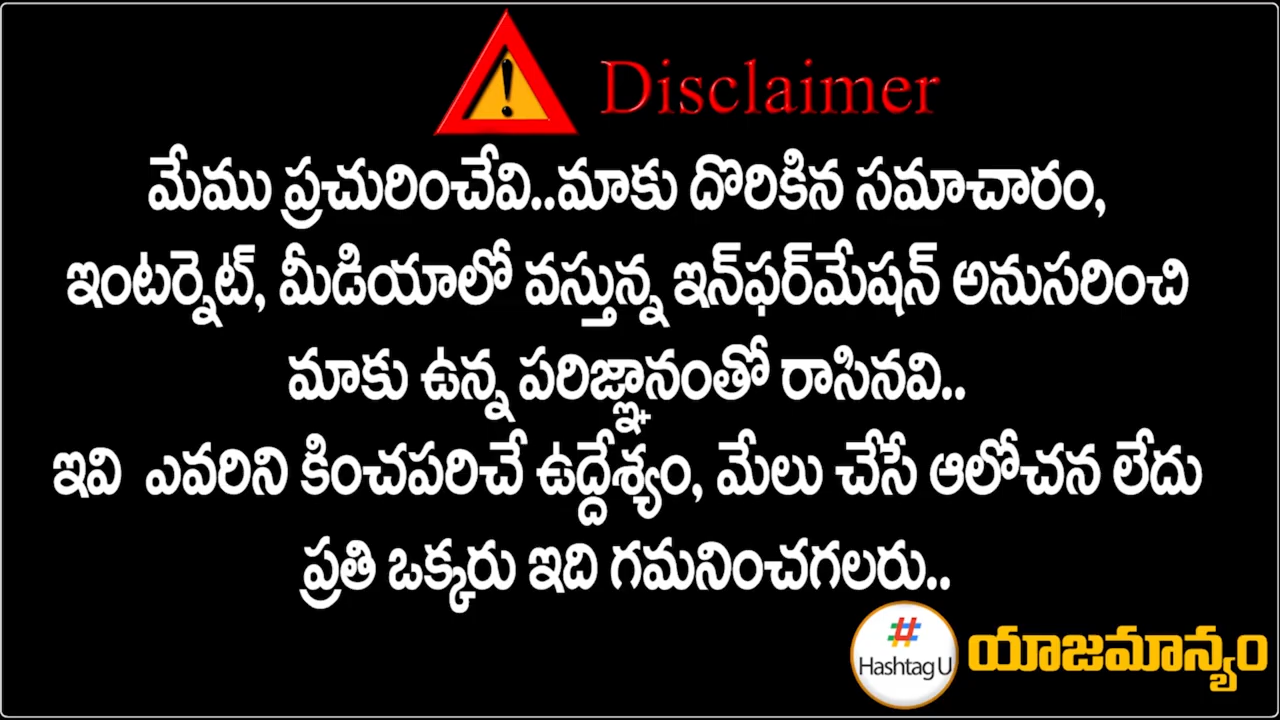 Disclaimer
మేము ప్రచురించేవి..మాకు దొరికిన సమాచారం,
ఇంటర్నెట్, మీడియాలో వస్తున్న ఇన్‌ఫర్‌మేషన్ అనుసరించి
మాకు ఉన్న పరిజ్ఞానంతో రాసినవి..
ఇవి ఎవరిని కించపరిచే ఉద్దేశ్యం, మేలు చేసే ఆలోచన లేదు
ప్రతి ఒక్కరు ఇది గమనించగలరు..
#
Hashtag U
యాజమాన్యం